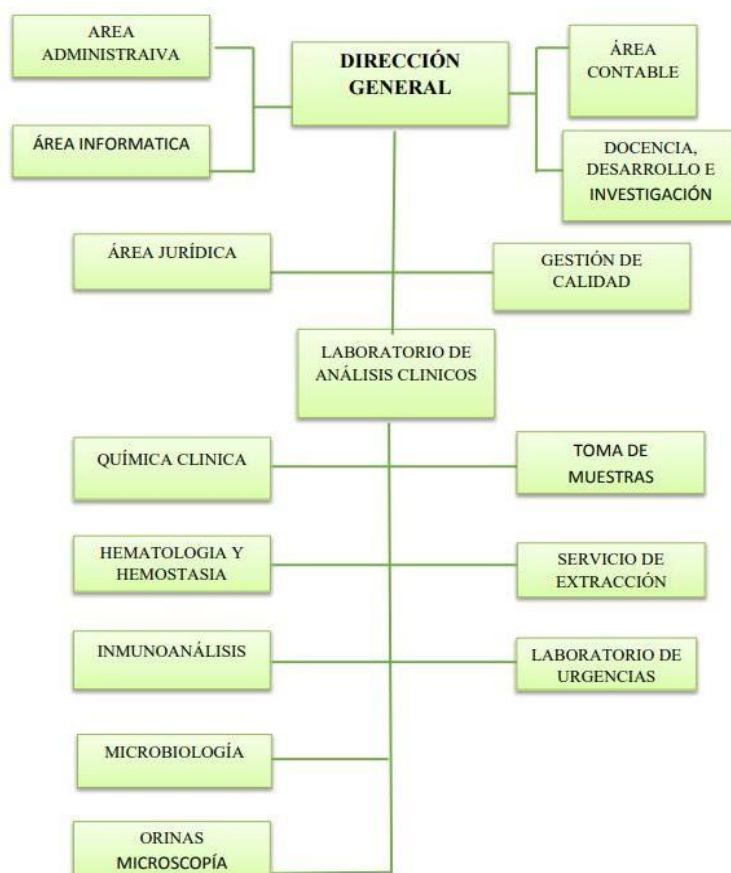 AREA
ADMINISTRAIVA
DIRECCIÓN
GENERAL
ÁREA
CONTABLE
ÁREA INFORMATICA
DOCENCIA,
DESARROLLO E
INVESTIGACIÓN
ÁREA JURÍDICA
GESTIÓN DE
CALIDAD
LABORATORIO DE
ANÁLISIS CLINICOS
QUÍMICA CLINICA
TOMA DE
MUESTRAS
HEMATOLOGIA Y
HEMOSTASIA
SERVICIO DE
EXTRACCIÓN
INMUNOANÁLISIS
LABORATORIO DE
URGENCIAS
MICROBIOLOGÍA
ORINAS
MICROSCOPÍA